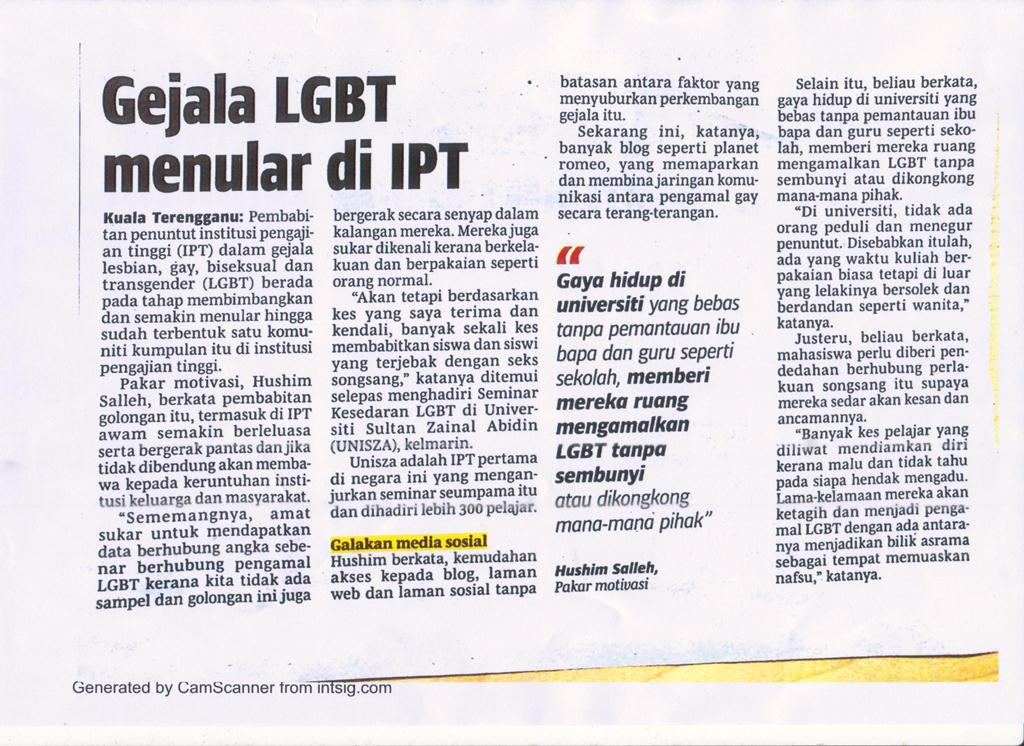 Gejala LGBT
menular di IPT
Kuala Terengganu: Pembabi-
tan penuntut institusi pengaji-
an tinggi (IPT) dalam gejala
lesbian, gay, biseksual dan
transgender (LGBT) berada
pada tahap membimbangkan
dan semakin menular hingga
sudah terbentuk satu komu-
niti kumpulan itu di institusi
pengajian tinggi.
Pakar motivasi, Hushim
Salleh, berkata pembabitan
golongan itu, termasuk di IPT
awam semakin berleluasa
serta bergerak pantas dan jika
tidak dibendung akan memba-
wa kepada keruntuhan insti-
tusi keluarga dan masyarakat.
“Sememangnya, amat
sukar untuk mendapatkan
data berhubung angka sebe-
nar berhubung pengamal
LGBT kerana kita tidak ada
sampel dan golongan ini juga
bergerak secara senyap dalam
kalangan mereka. Mereka juga
sukar dikenali kerana berkela-
kuan dan berpakaian seperti
orang normal.
“Akan tetapi berdasarkan
kes yang saya terima dan
kendali, banyak sekali kes
membabitkan siswa dan siswi
yang terjebak dengan seks
songsang,” katanya ditemui
selepas menghadiri Seminar
Kesedaran LGBT di Univer-
siti Sultan Zainal Abidin
(UNISZA), kelmarin.
Unisza adalah IPT pertama
di negara ini yang mengan-
jurkan seminar seumpama itu
dan dihadiri lebih 300 pelajar.
Galakan media sosial
Hushim berkata, kemudahan
akses kepada blog, laman
web dan laman sosial tanpa
batasan antara faktor yang
menyuburkan perkembangan
gejala itu.
Sekarang ini, katanya,
banyak blog seperti planet
romeo, yang memaparkan
dan membina jaringan komu-
nikasi antara pengamal gay
secara terang-terangan.
“
Gaya hidup di
universiti yang bebas
tanpa pemantauan ibu
bapa dan guru seperti
sekolah, memberi
mereka ruang
mengamalkan
LGBT tanpa
sembunyi
atau dikongkong
mana-mana pihak”
Hushim Salleh,
Pakar motivasi
Selain itu, beliau berkata,
gaya hidup di universiti yang
bebas tanpa pemantauan ibu
bapa dan guru seperti seko-
lah, memberi mereka ruang
mengamalkan LGBT tanpa
sembunyi atau dikongkong
mana-mana pihak.
“Di universiti, tidak ada
orang peduli dan menegur
penuntut. Disebabkan itulah,
ada yang waktu kuliah ber-
pakaian biasa tetapi di luar
yang lelakinya bersolek dan
berdandan seperti wanita,”
katanya.
Justeru, beliau berkata,
mahasiswa perlu diberi pen-
dedahan berhubung perla-
kuan songsang itu supaya
mereka sedar akan kesan dan
ancamannya.
“Banyak kes pelajar yang
diliwat mendiamkan diri
kerana malu dan tidak tahu
pada siapa hendak mengadu.
Lama-kelamaan mereka akan
ketagih dan menjadi penga-
mal LGBT dengan ada antara-
nya menjadikan bilik asrama
sebagai tempat memuaskan
nafsu,” katanya.
Generated by CamScanner from intsig.com